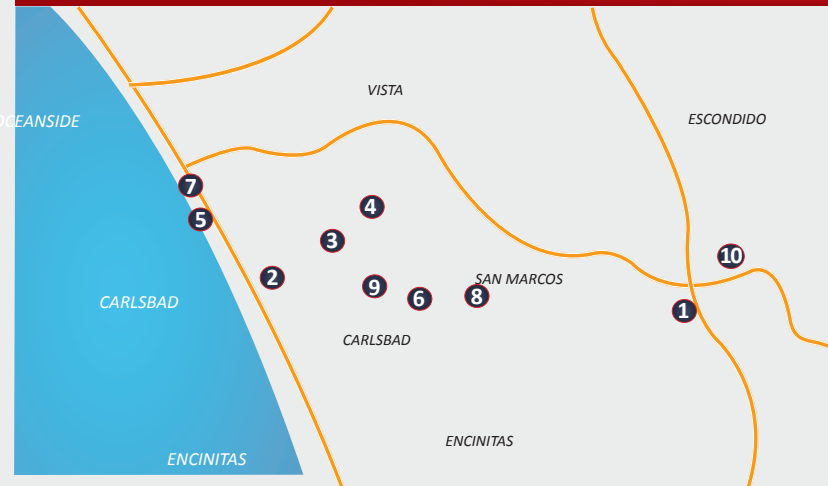 VISTA
ESCONDIDO
OCEANSIDE
7
4
5
3
10
2
SAN MARCOS
9
6
8
CARLSBAD
1
CARLSBAD
ENCINITAS
ENCINITAS